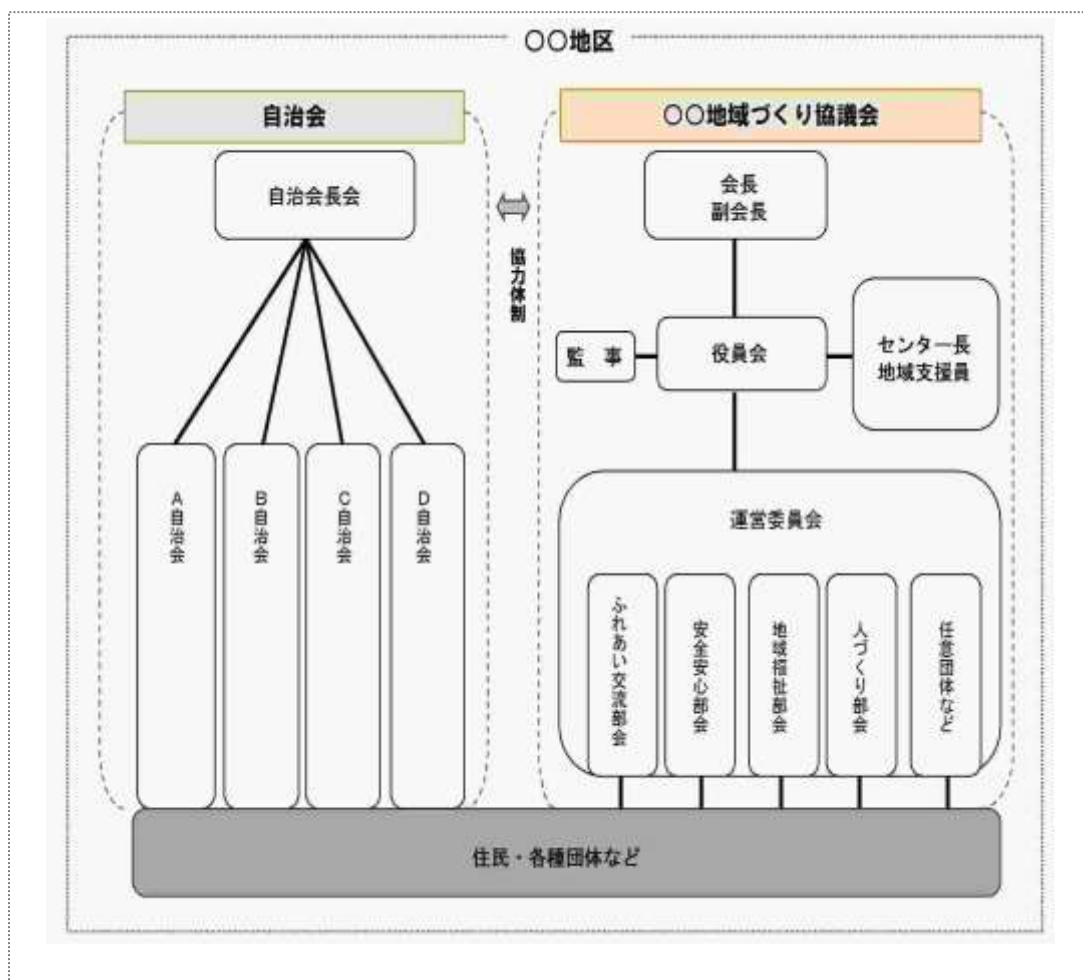 〇〇地区
自治会
自治会長会
A自治会
B自治会
C自治会
D自治会
協力体制
〇〇地域づくり協議会
会長
副会長
監　事
役員会
センター長
地域支援員
運営委員会
ふれあい交流部会
安全安心部会
地域福祉部会
人づくり部会
任意団体など
住民・各種団体など